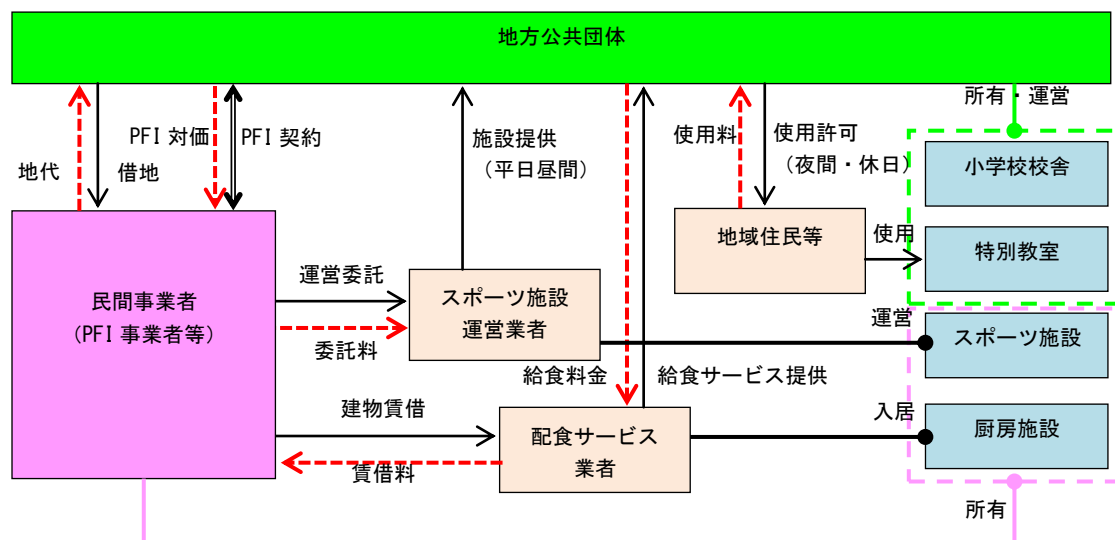 地方公共団体
所有・運営
PFI 対価
PFI 契約
施設提供
（平日昼間）
使用料
使用許可
（夜間・休日）
地代
借地
小学校校舎
地域住民等
使用
特別教室
運営委託
スポーツ施設
運営業者
民間事業者
（PFI 事業者等）
委託料
運営
スポーツ施設
給食料金
給食サービス提供
建物賃借
入居
配食サービス
業者
厨房施設
賃借料
所有